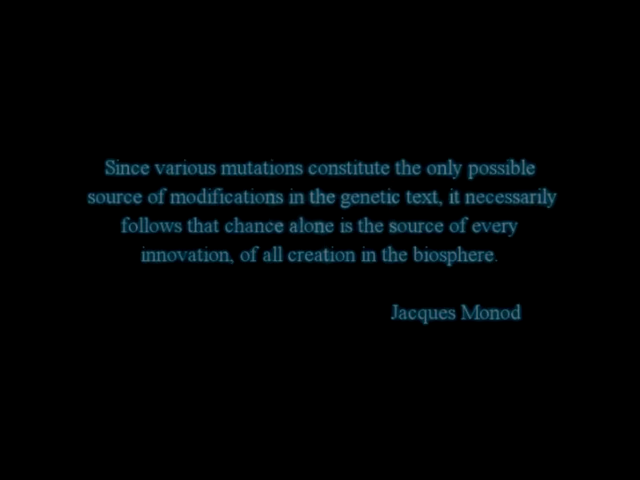 Since various mutations constitute the only possible
source of modifications in the genetic text, it necessarily
follows that chance alone is the source of every
innovation, of all creation in the biosphere.
Jacques Monod